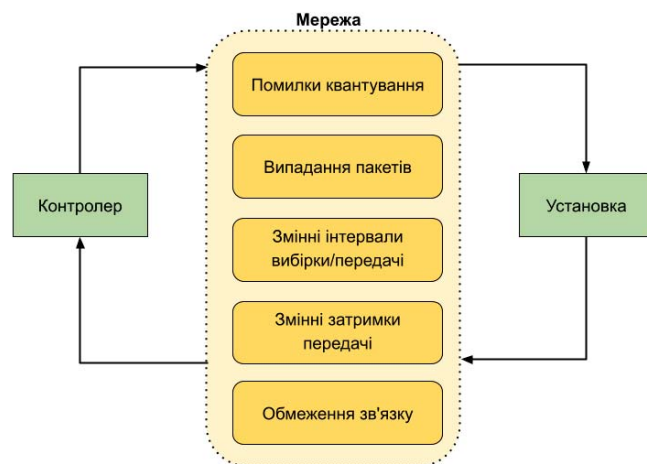 Мережа
Помилки квантування
Випадання пакетів
Контролер
Установка
Змінні інтервали
вибірки/передачі
Змінні затримки
передачі
Обмеження зв'язку